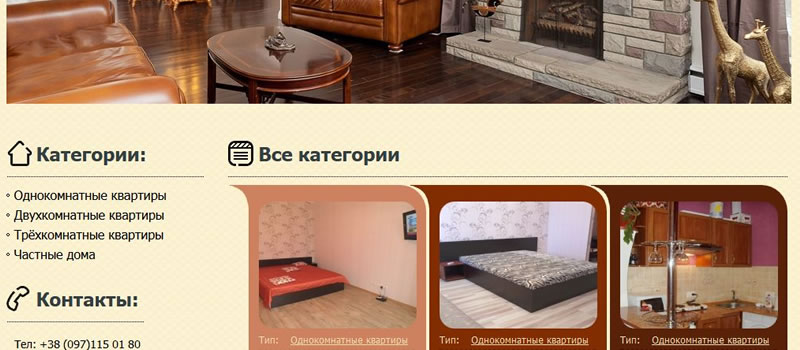 Категории:
Однокомнатные квартиры
Двухкомнатные квартиры
Трёхкомнатные квартиры
Частные дома
Контакты:
Тел: +38 (097)115 01 80
Все категории
Тип: Однокомнатные квартиры
Тип: Однокомнатные квартиры
Тип: Однокомнатные квартиры